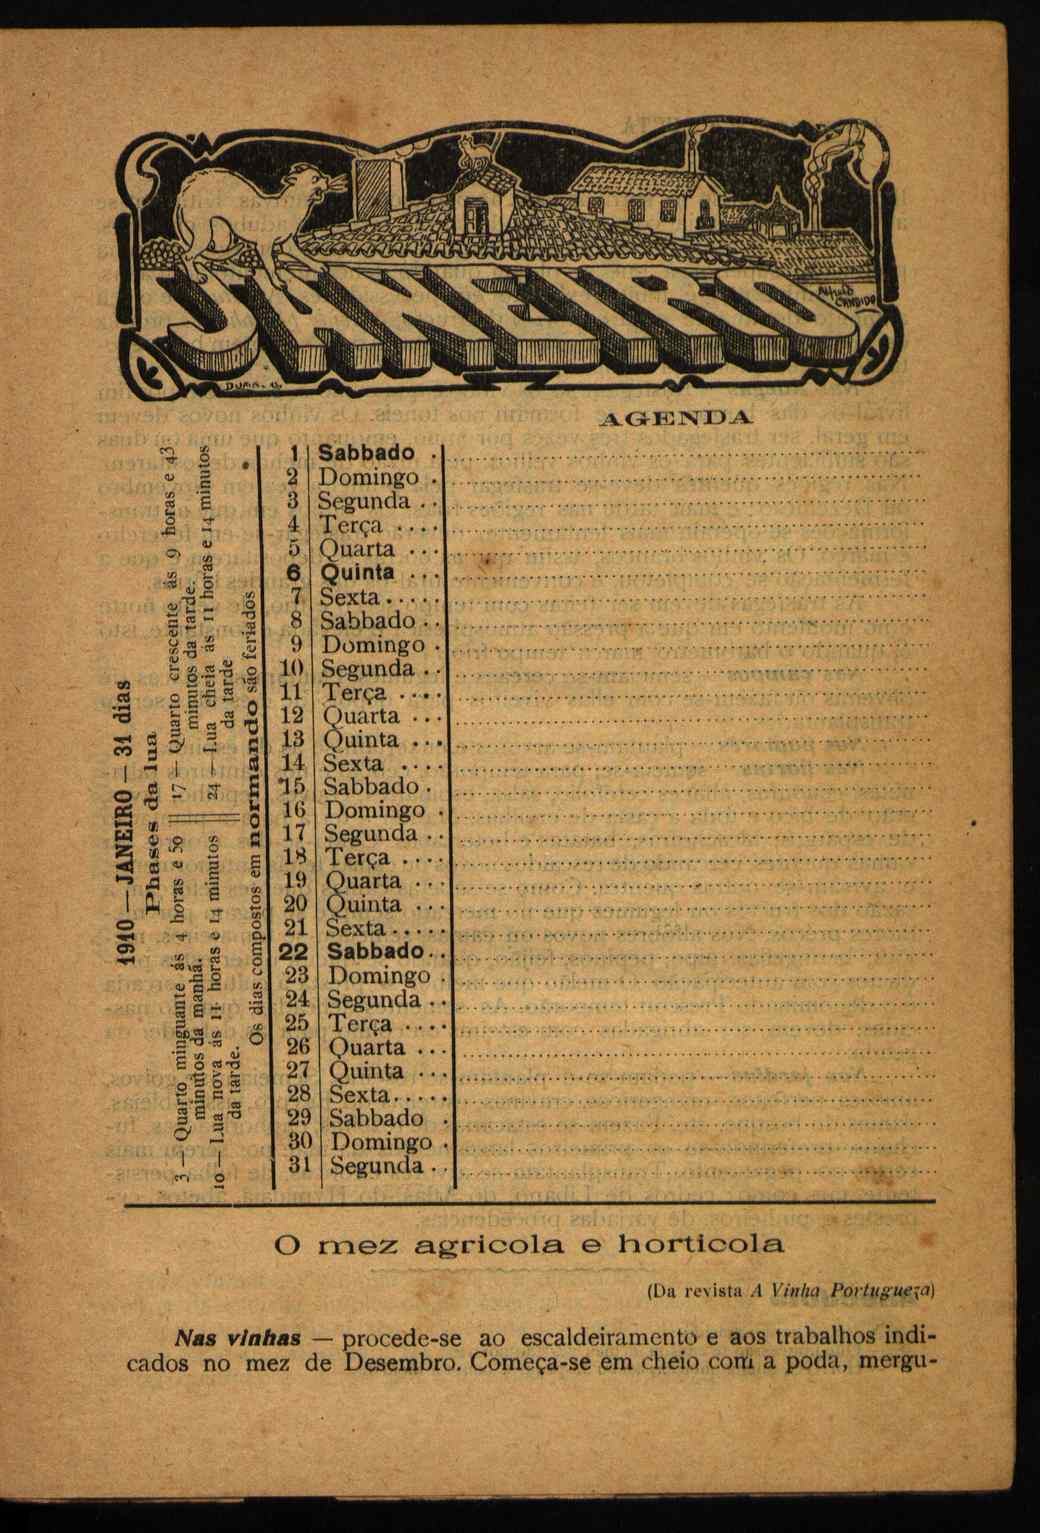 JANEIRO
Alfredo
CANDIDO
AGENDA
1910 — JANEIRO — 31 dias
Phases da lua
3 — Quarto minguante ás 4 horas e 50
minutos da manhã.
10 — Lua nova ás 11 horas e 14 minutos
da tarde.
17 — Quarto crescente ás 9 horas e 43
minutos da tarde.
24 — Lua cheia ás 11 horas e 14 minutos
da tarde
Os dias compostos em normando são feriados
1 Sabbado .
2 Domingo .
3 Segunda . .
4 Terça . . . .
5 Quarta . . .
6 Quinta . . .
7 Sexta . . . . .
8 Sabbado . .
9 Domingo .
10 Segunda . .
11 Terça . . . .
12 Quarta . . .
13 Quinta . . .
14 Sexta . . . .
15 Sabbado .
16 Domingo .
17 Segunda . .
18 Terça . . . .
19 Quarta . . .
20 Quinta . . .
21 Sexta . . . . .
22 Sabbado . .
23 Domingo .
24 Segunda . .
25 Terça . . . .
26 Quarta . . .
27 Quinta . . .
28 Sexta . . . . .
29 Sabbado .
30 Domingo .
31 Segunda . .
O mez agricola e horticola
(Da revista A Vinha Portugueza)
Nas vinhas — procede-se ao escaldeiramento e aos trabalhos indi-
cados no mez de Desembro. Começa-se em cheio com a poda, mergu-